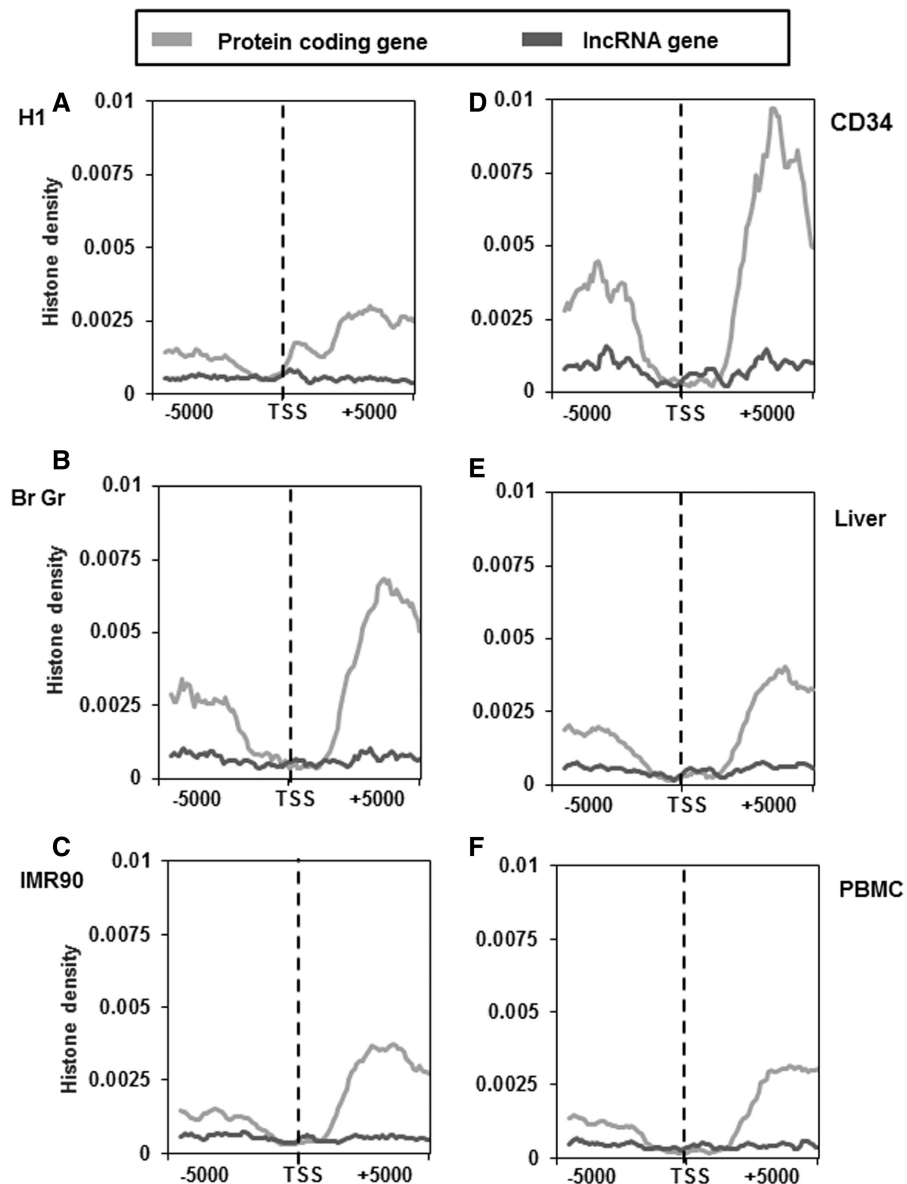 Protein coding gene
lncRNA gene
A
H1
0.01
0.0075
0.005
0.0025
0
Histone density
-5000
TSS
+5000
D
CD34
0.01
0.0075
0.005
0.0025
0
-5000
TSS
+5000
B
Br Gr
0.01
0.0075
0.005
0.0025
0
Histone density
-5000
TSS
+5000
E
Liver
0.01
0.0075
0.005
0.0025
0
-5000
TSS
+5000
C
IMR90
0.01
0.0075
0.005
0.0025
0
Histone density
-5000
TSS
+5000
F
PBMC
0.01
0.0075
0.005
0.0025
0
-5000
TSS
+5000